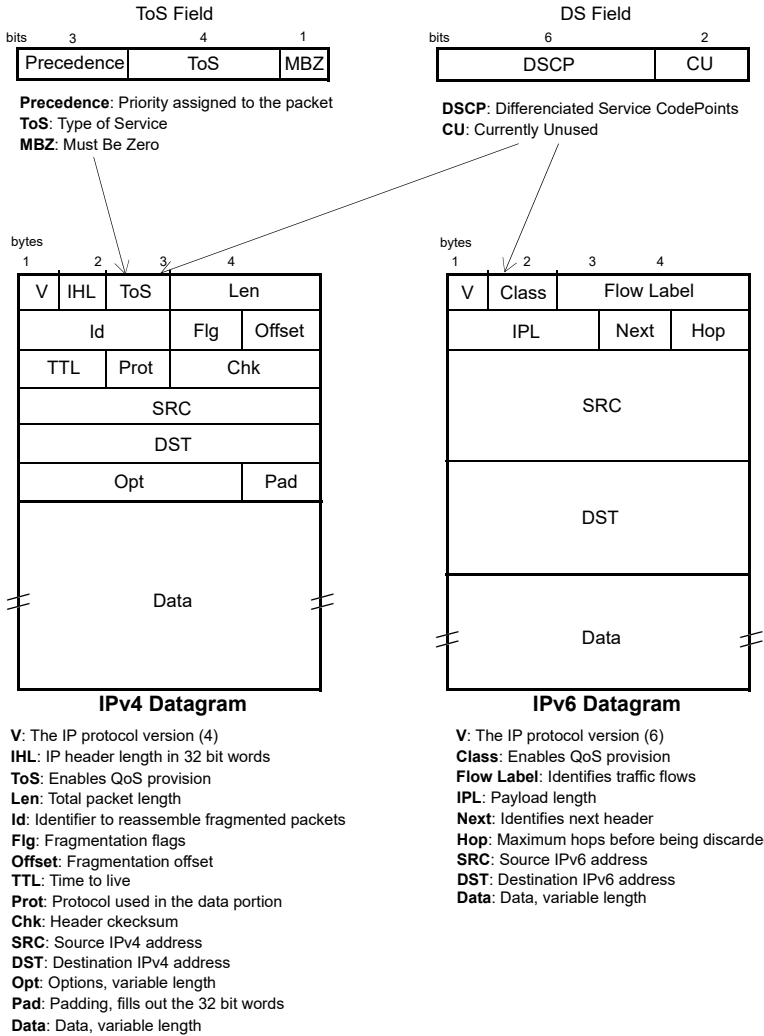 ToS Field
bits 3 4 1
Precedence ToS MBZ
Precedence: Priority assigned to the packet
ToS: Type of Service
MBZ: Must Be Zero
DS Field
bits 6 2
DSCP CU
DSCP: Differenciated Service CodePoints
CU: Currently Unused
bytes
1 2 3 4
V IHL ToS Len
Id Flg Offset
TTL Prot Chk
SRC
DST
Opt Pad
Data
IPv4 Datagram
V: The IP protocol version (4)
IHL: IP header length in 32 bit words
ToS: Enables QoS provision
Len: Total packet length
Id: Identifier to reassemble fragmented packets
Flg: Fragmentation flags
Offset: Fragmentation offset
TTL: Time to live
Prot: Protocol used in the data portion
Chk: Header ckecksum
SRC: Source IPv4 address
DST: Destination IPv4 address
Opt: Options, variable length
Pad: Padding, fills out the 32 bit words
Data: Data, variable length
bytes
1 2 3 4
V Class Flow Label
IPL Next Hop
SRC
DST
Data
IPv6 Datagram
V: The IP protocol version (6)
Class: Enables QoS provision
Flow Label: Identifies traffic flows
IPL: Payload length
Next: Identifies next header
Hop: Maximum hops before being discarde
SRC: Source IPv6 address
DST: Destination IPv6 address
Data: Data, variable length